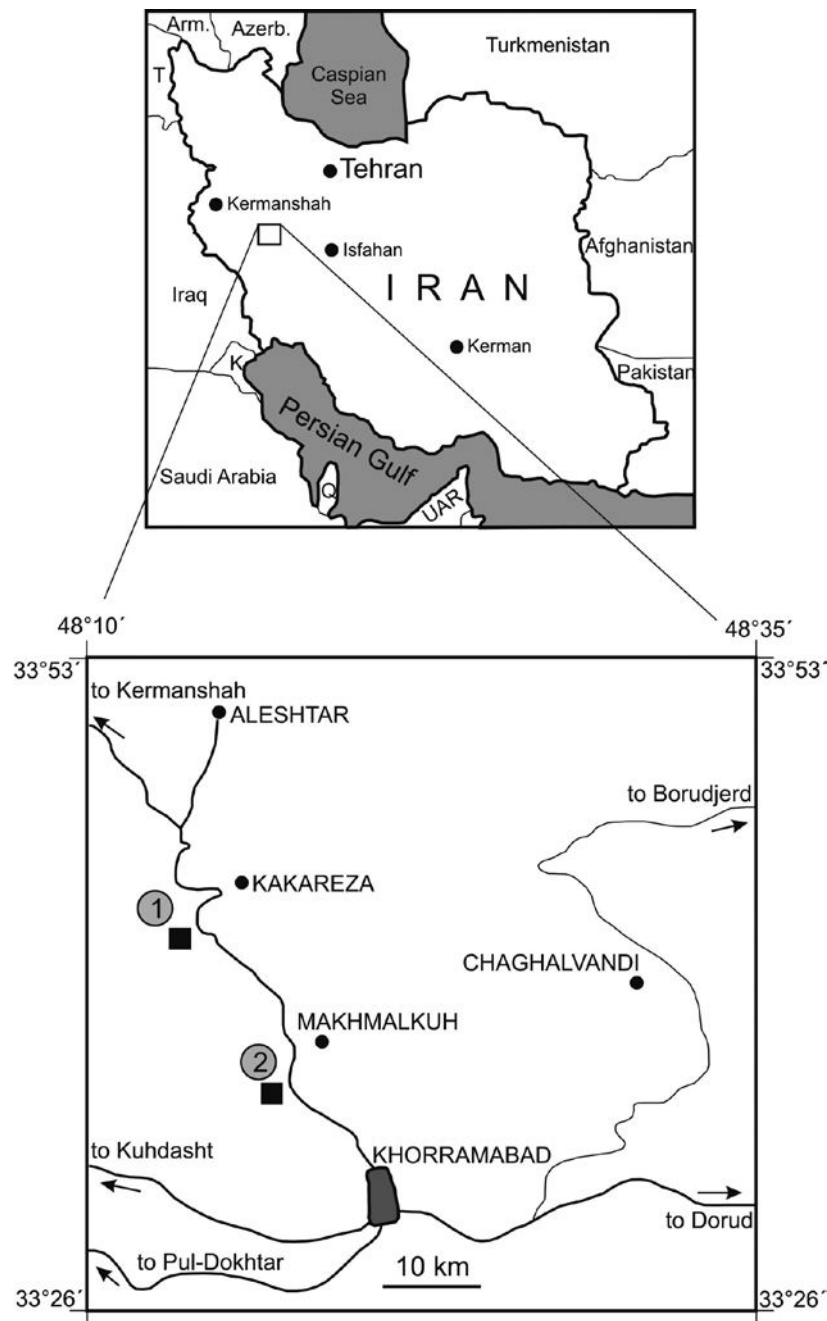 Arm.
Azerb.
Turkmenistan
T
Caspian
Sea
Tehran
Kermanshah
Isfahan
Afghanistan
Iraq
I R A N
Kerman
K
Pakistan
Persian Gulf
Saudi Arabia
Q
UAR
48°10´
48°35´
33°53´
33°53´
to Kermanshah
ALESHTAR
to Borudjerd
KAKAREZA
1
CHAGHALVANDI
MAKHMALKUH
2
to Kuhdasht
KHORRAMABAD
to Dorud
to Pul-Dokhtar
10 km
33°26´
33°26´